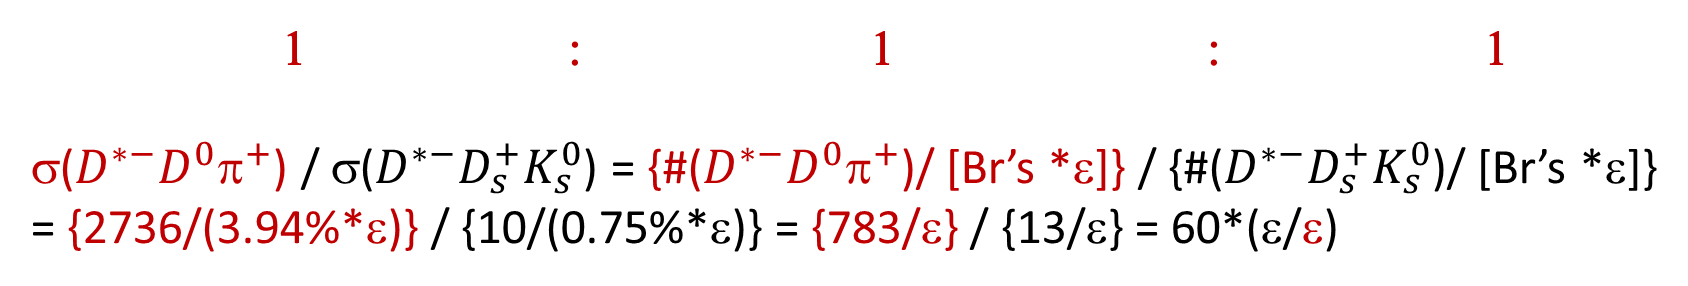 1 : 1 : 1
σ(D*⁻D⁰π⁺) / σ(D*⁻Dₛ⁺Kₛ⁰) = {#(D*⁻D⁰π⁺)/ [Br’s *ε]} / {#(D*⁻Dₛ⁺Kₛ⁰)/ [Br’s *ε]}
= {2736/(3.94%*ε)} / {10/(0.75%*ε)} = {783/ε} / {13/ε} = 60*(ε/ε)